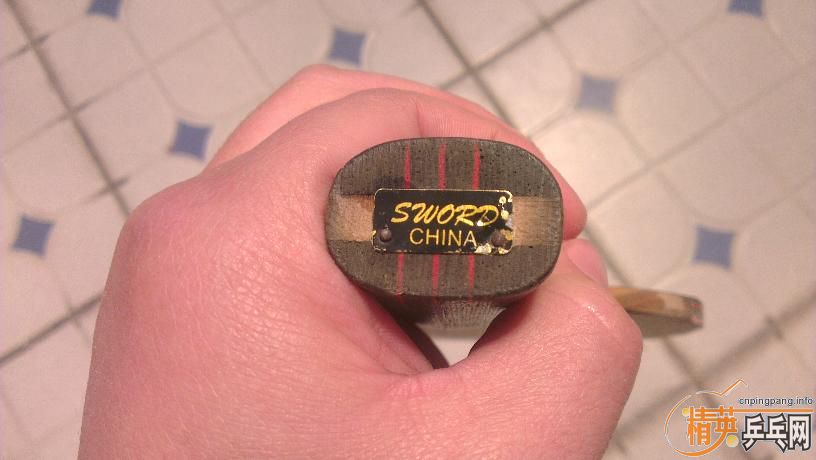 SWORD
CHINA
cnpingpang.info
精英乒乓网